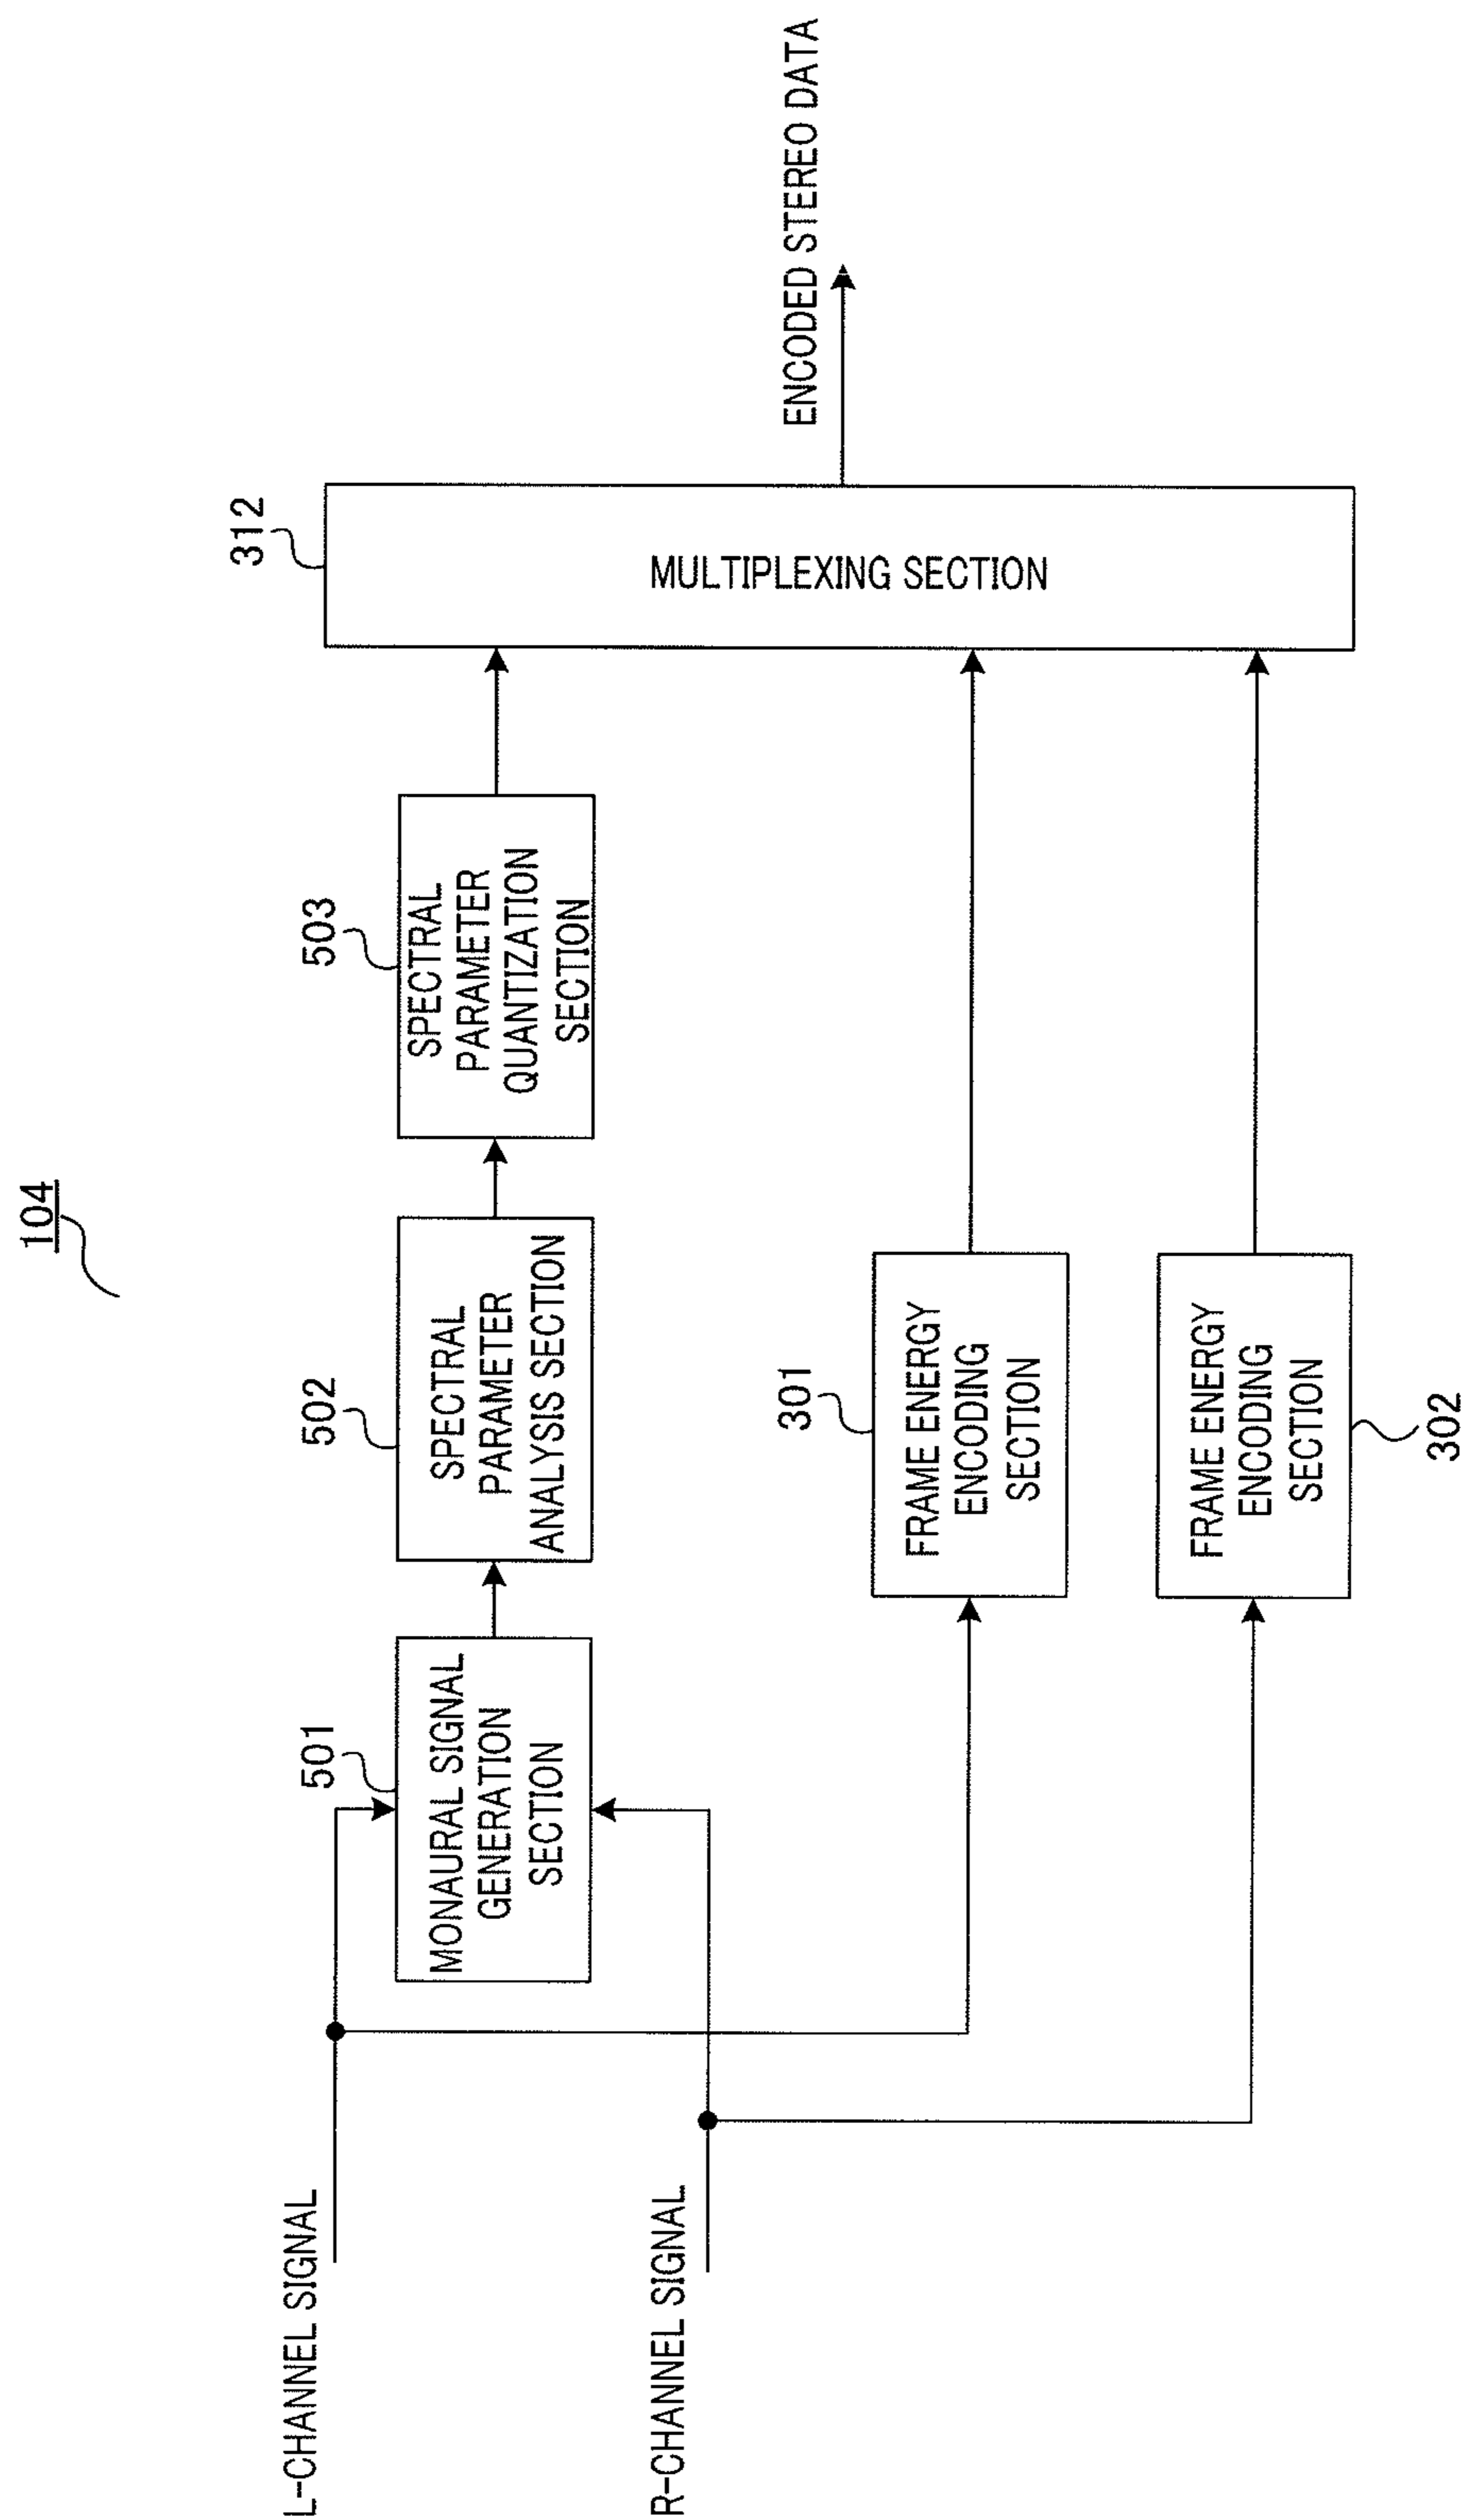 104
L-CHANNEL SIGNAL
R-CHANNEL SIGNAL
501
MONAURAL SIGNAL
GENERATION
SECTION
502
SPECTRAL
PARAMETER
ANALYSIS SECTION
503
SPECTRAL
PARAMETER
QUANTIZATION
SECTION
301
FRAME ENERGY
ENCODING
SECTION
302
FRAME ENERGY
ENCODING
SECTION
312
MULTIPLEXING SECTION
ENCODED STEREO DATA